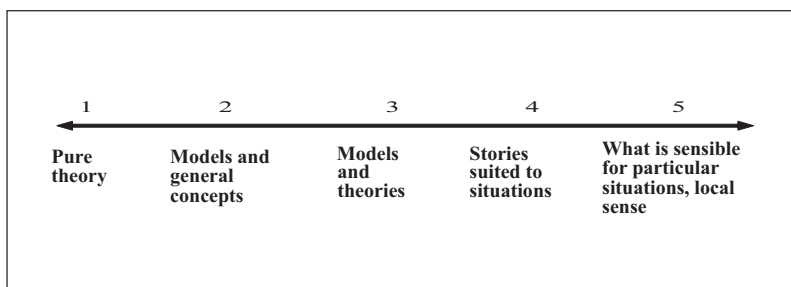 1 2 3 4 5
Pure
theory
Models and
general
concepts
Models
and
theories
Stories
suited to
situations
What is sensible
for particular
situations, local
sense